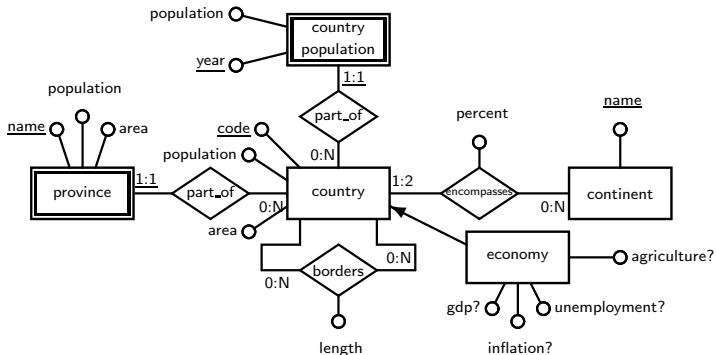 population
country
population
year
1:1
population
name
area
code
part_of
percent
name
population
0:N
province
1:1
part_of
0:N
country
1:2
encompasses
0:N
continent
area
0:N
borders
0:N
economy
agriculture?
gdp?
unemployment?
length
inflation?